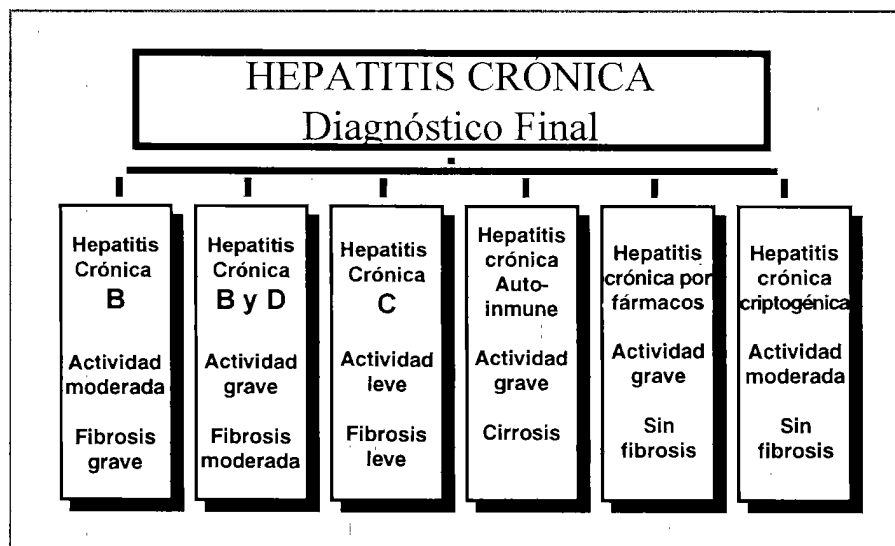 HEPATITIS CRÓNICA
Diagnóstico Final
Hepatitis
Crónica
B
Actividad
moderada
Fibrosis
grave
Hepatitis
Crónica
B y D
Actividad
grave
Fibrosis
moderada
Hepatitis
Crónica
C
Actividad
leve
Fibrosis
leve
Hepatitis
crónica
Auto-
inmune
Actividad
grave
Cirrosis
Hepatitis
crónica por
fármacos
Actividad
grave
Sin
fibrosis
Hepatitis
crónica
criptogénica
Actividad
moderada
Sin
fibrosis